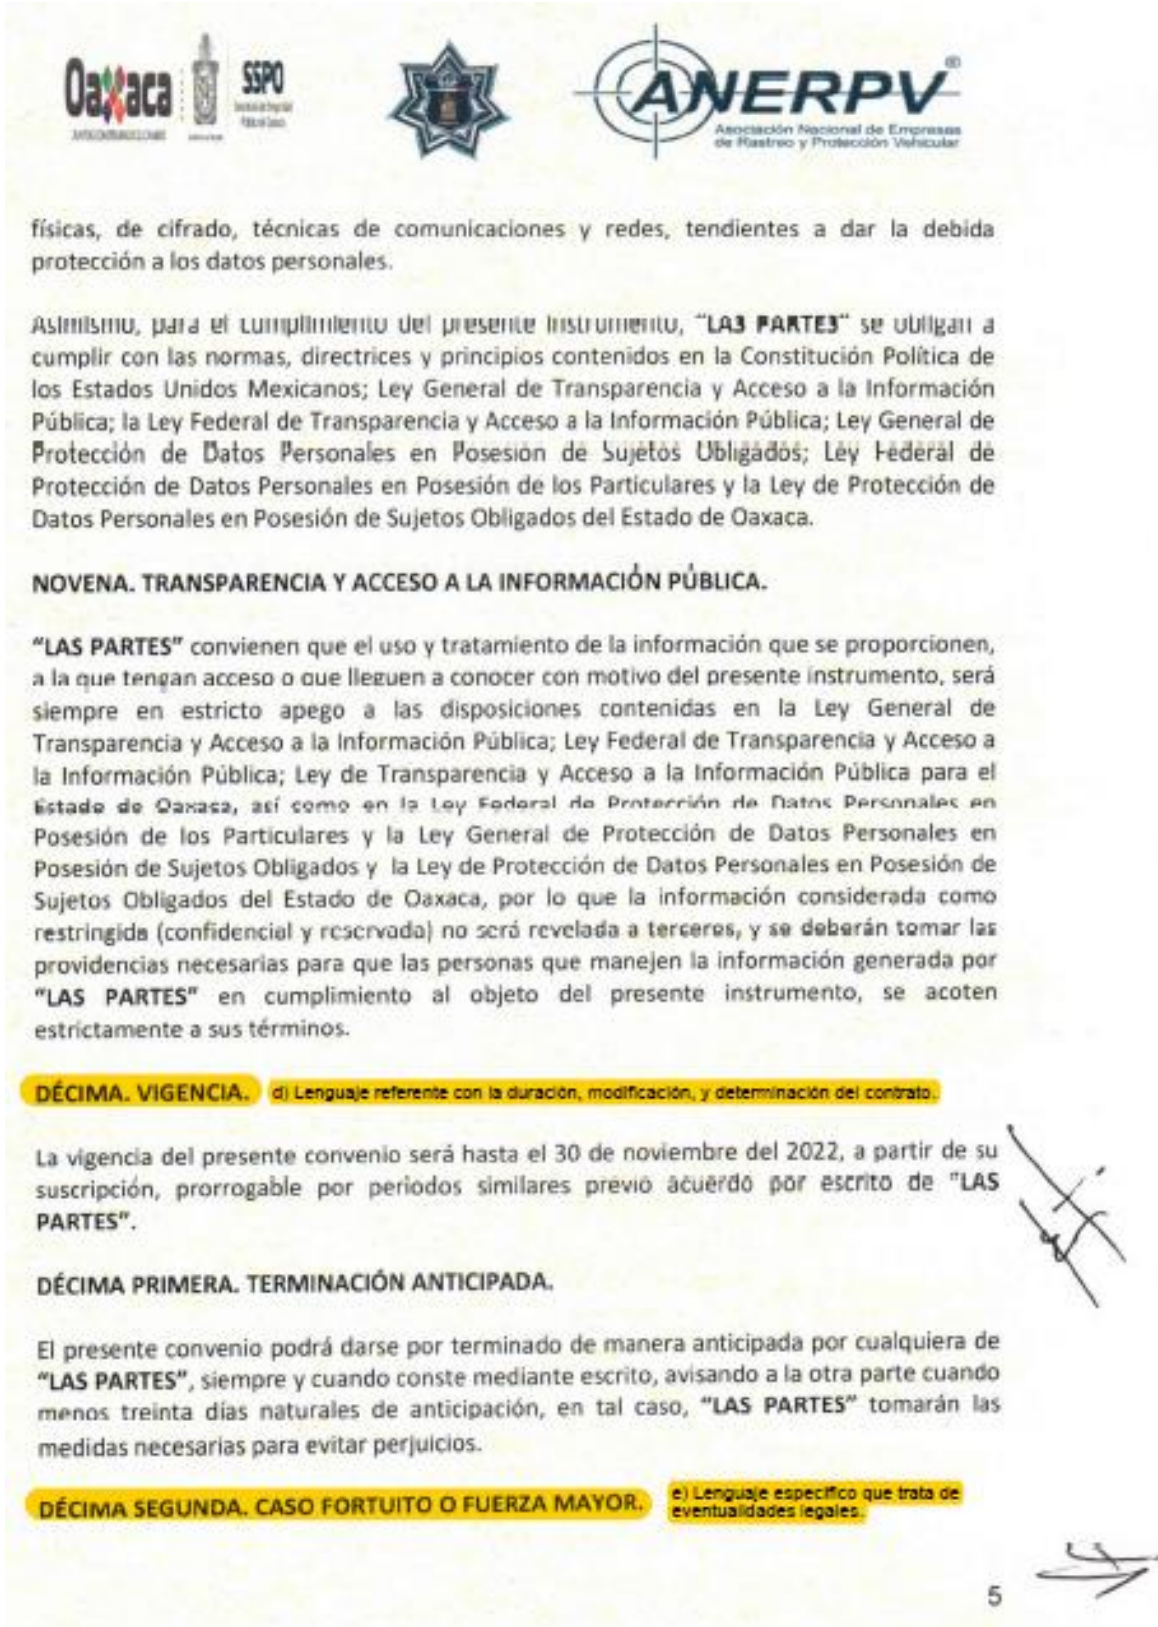 Oaxaca
SSPO
ANERPV®
Asociación Nacional de Empresas
de Rastreo y Protección Vehicular
físicas, de cifrado, técnicas de comunicaciones y redes, tendientes a dar la debida
protección a los datos personales.
Asimismo, para el cumplimiento del presente instrumento, "LAS PARTES" se obligan a
cumplir con las normas, directrices y principios contenidos en la Constitución Política de
los Estados Unidos Mexicanos; Ley General de Transparencia y Acceso a la Información
Pública; la Ley Federal de Transparencia y Acceso a la Información Pública; Ley General de
Protección de Datos Personales en Posesión de Sujetos Obligados; Ley Federal de
Protección de Datos Personales en Posesión de los Particulares y la Ley de Protección de
Datos Personales en Posesión de Sujetos Obligados del Estado de Oaxaca.
NOVENA. TRANSPARENCIA Y ACCESO A LA INFORMACIÓN PÚBLICA.
"LAS PARTES" convienen que el uso y tratamiento de la información que se proporcionen,
a la que tengan acceso o que lleguen a conocer con motivo del presente instrumento, será
siempre en estricto apego a las disposiciones contenidas en la Ley General de
Transparencia y Acceso a la Información Pública; Ley Federal de Transparencia y Acceso a
la Información Pública; Ley de Transparencia y Acceso a la Información Pública para el
Estado de Oaxaca, así como en la Ley Federal de Protección de Datos Personales en
Posesión de los Particulares y la Ley General de Protección de Datos Personales en
Posesión de Sujetos Obligados y la Ley de Protección de Datos Personales en Posesión de
Sujetos Obligados del Estado de Oaxaca, por lo que la información considerada como
restringida (confidencial y reservada) no será revelada a terceros, y se deberán tomar las
providencias necesarias para que las personas que manejen la información generada por
"LAS PARTES" en cumplimiento al objeto del presente instrumento, se acoten
estrictamente a sus términos.
DÉCIMA. VIGENCIA. d) Lenguaje referente con la duración, modificación, y determinación del contrato.
La vigencia del presente convenio será hasta el 30 de noviembre del 2022, a partir de su
suscripción, prorrogable por periodos similares previo acuerdo por escrito de "LAS
PARTES".
DÉCIMA PRIMERA. TERMINACIÓN ANTICIPADA.
El presente convenio podrá darse por terminado de manera anticipada por cualquiera de
"LAS PARTES", siempre y cuando conste mediante escrito, avisando a la otra parte cuando
menos treinta días naturales de anticipación, en tal caso, "LAS PARTES" tomarán las
medidas necesarias para evitar perjuicios.
DÉCIMA SEGUNDA. CASO FORTUITO O FUERZA MAYOR. e) Lenguaje específico que trata de
eventualidades legales.
5